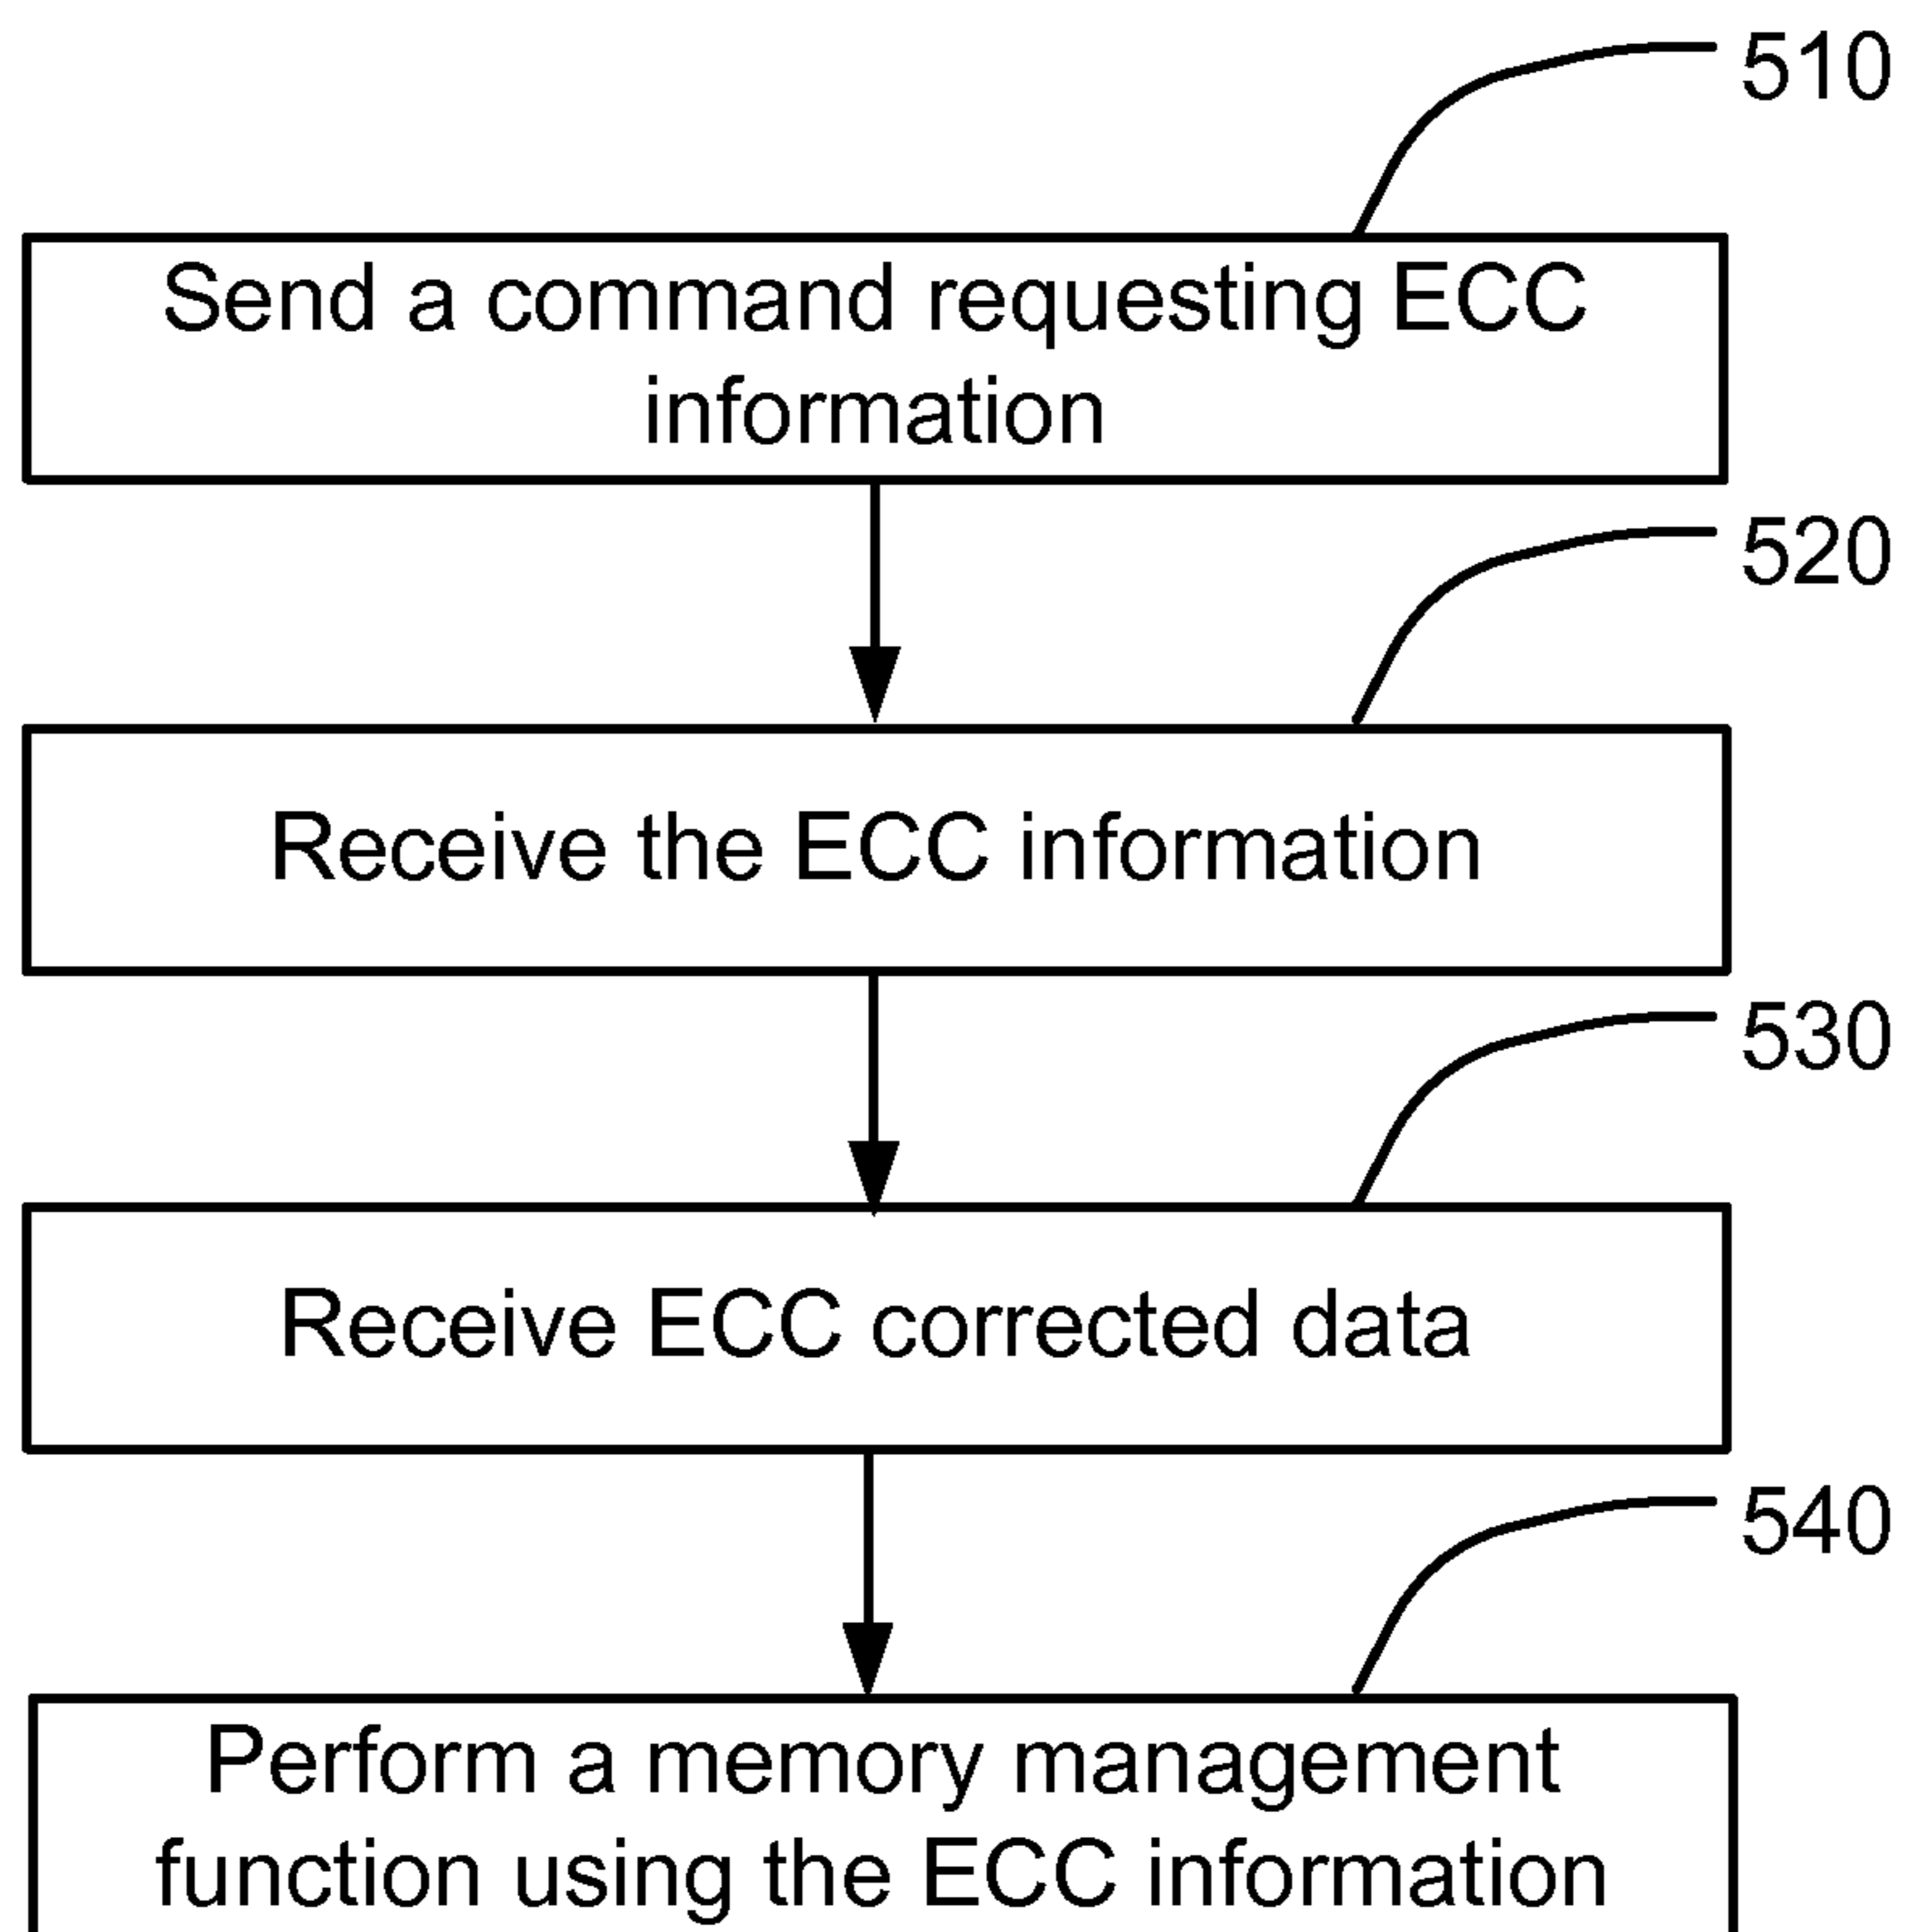 510
Send a command requesting ECC
information
520
Receive the ECC information
530
Receive ECC corrected data
540
Perform a memory management
function using the ECC information